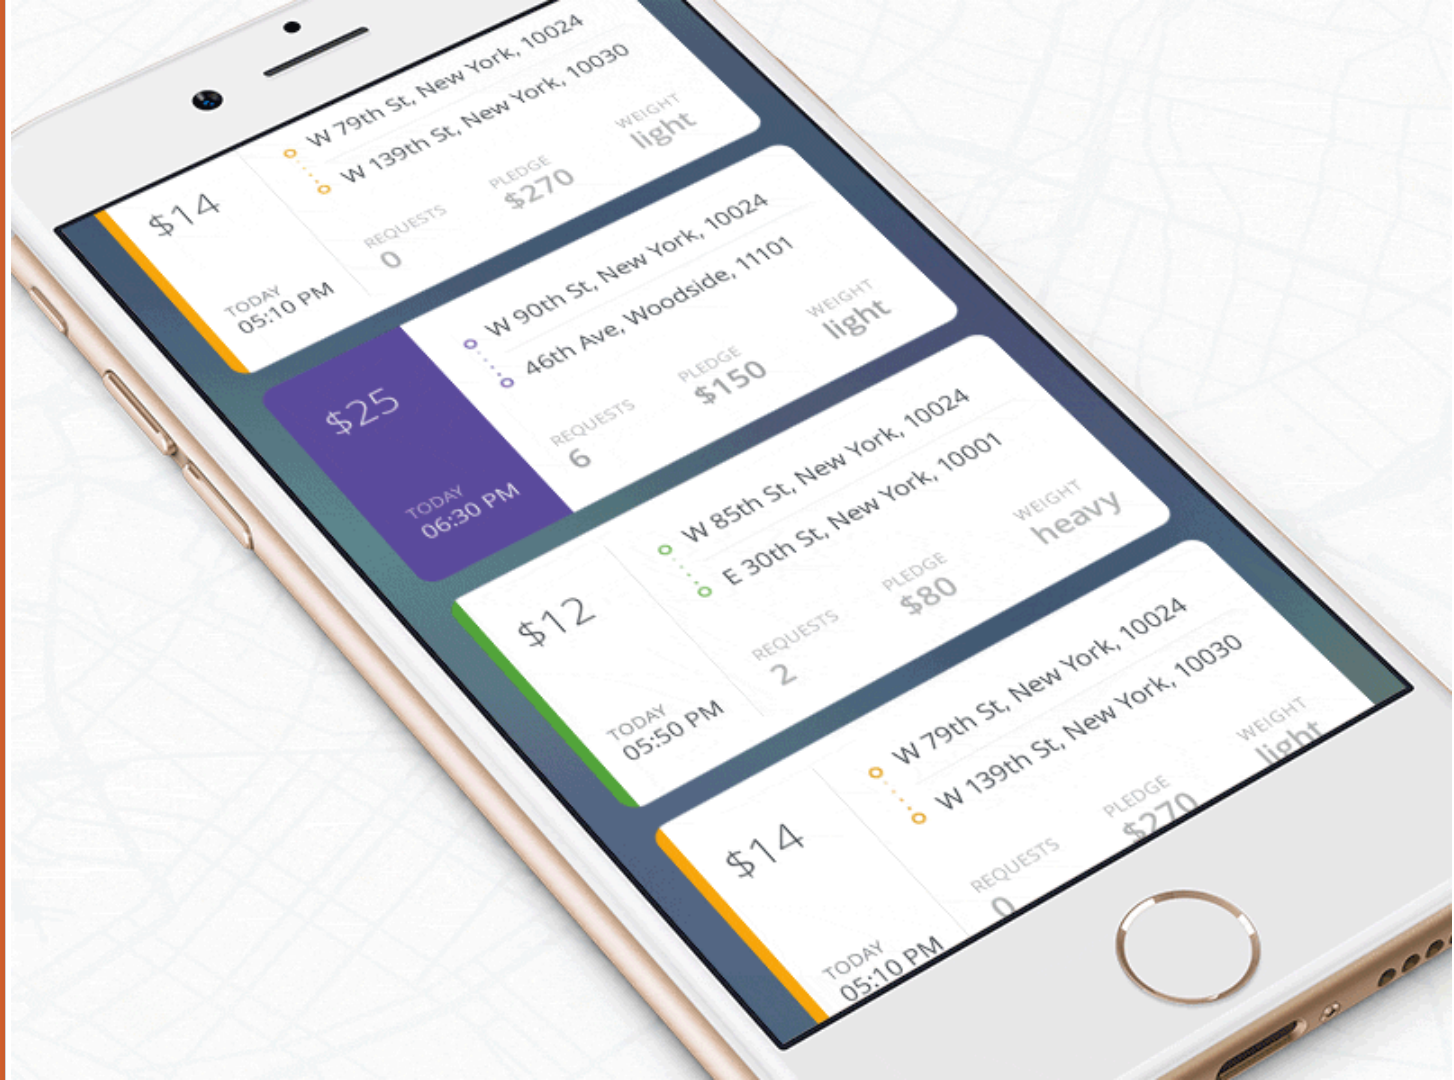 W 79th St, New York, 10024
W 139th St, New York, 10030
$14
REQUESTS
0
PLEDGE
$270
WEIGHT
light
TODAY
05:10 PM
W 90th St, New York, 10024
46th Ave, Woodside, 11101
$25
REQUESTS
6
PLEDGE
$150
WEIGHT
light
TODAY
06:30 PM
W 85th St, New York, 10024
E 30th St, New York, 10001
$12
REQUESTS
2
PLEDGE
$80
WEIGHT
heavy
TODAY
05:50 PM
W 79th St, New York, 10024
W 139th St, New York, 10030
$14
REQUESTS
0
PLEDGE
$270
WEIGHT
light
TODAY
05:10 PM